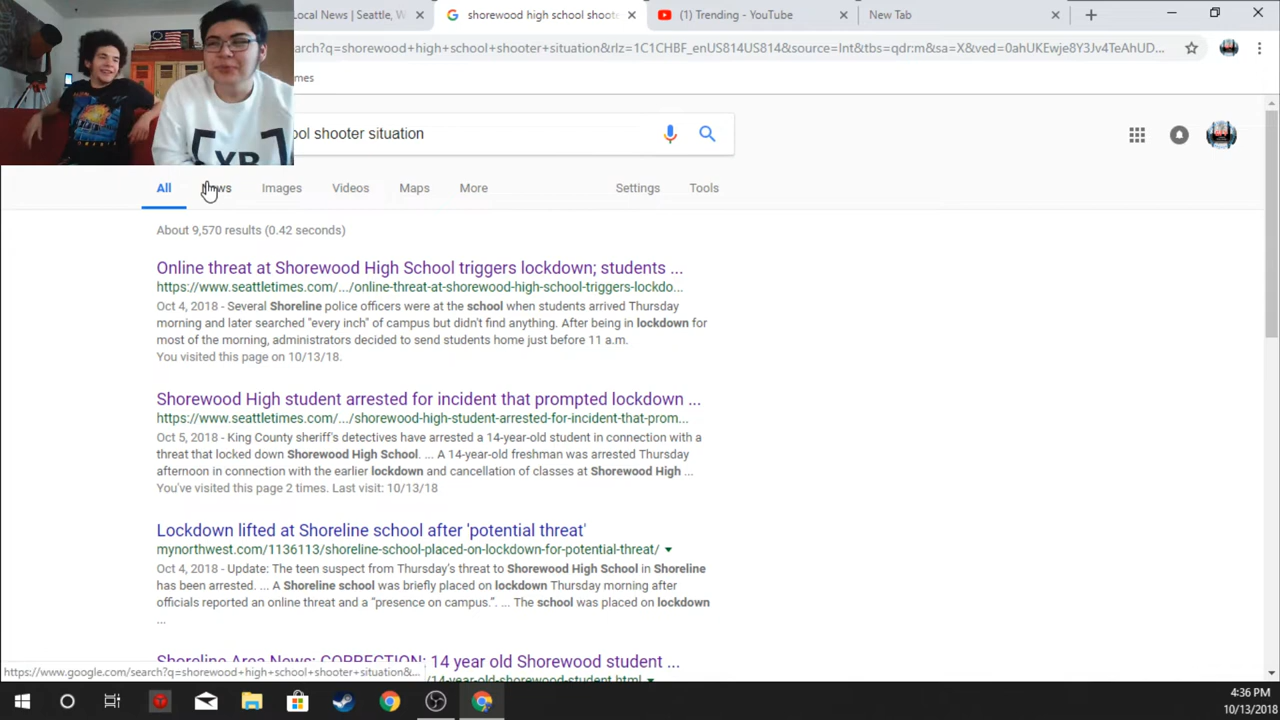 Local News | Seattle, W
shorewood high school shoote
(1) Trending - YouTube
New Tab
arch?q=shorewood+high+school+shooter+situation&rlz=1C1CHBF_enUS814US814&source=lnt&tbs=qdr:m&sa=X&ved=0ahUKEwje8Y3Jv4TeAhUD...
mes
ool shooter situation
All
News
Images
Videos
Maps
More
Settings
Tools
About 9,570 results (0.42 seconds)
Online threat at Shorewood High School triggers lockdown; students ...
https://www.seattletimes.com/.../online-threat-at-shorewood-high-school-triggers-lockdo...
Oct 4, 2018 - Several Shoreline police officers were at the school when students arrived Thursday
morning and later searched "every inch" of campus but didn't find anything. After being in lockdown for
most of the morning, administrators decided to send students home just before 11 a.m.
You visited this page on 10/13/18.
Shorewood High student arrested for incident that prompted lockdown ...
https://www.seattletimes.com/.../shorewood-high-student-arrested-for-incident-that-prom...
Oct 5, 2018 - King County sheriff's detectives have arrested a 14-year-old student in connection with a
threat that locked down Shorewood High School. ... A 14-year-old freshman was arrested Thursday
afternoon in connection with the earlier lockdown and cancellation of classes at Shorewood High ...
You've visited this page 2 times. Last visit: 10/13/18
Lockdown lifted at Shoreline school after 'potential threat'
mynorthwest.com/1136113/shoreline-school-placed-on-lockdown-for-potential-threat/
Oct 4, 2018 - Update: The teen suspect from Thursday's threat to Shorewood High School in Shoreline
has been arrested. ... A Shoreline school was briefly placed on lockdown Thursday morning after
officials reported an online threat and a "presence on campus.". ... The school was placed on lockdown
...
Shoreline Area News: CORRECTION: 14 year old Shorewood student ...
/14-year-old-shorewood-student.html
https://www.google.com/search?q=shorewood+high+school+shooter+situation&...
4:36 PM
10/13/2018